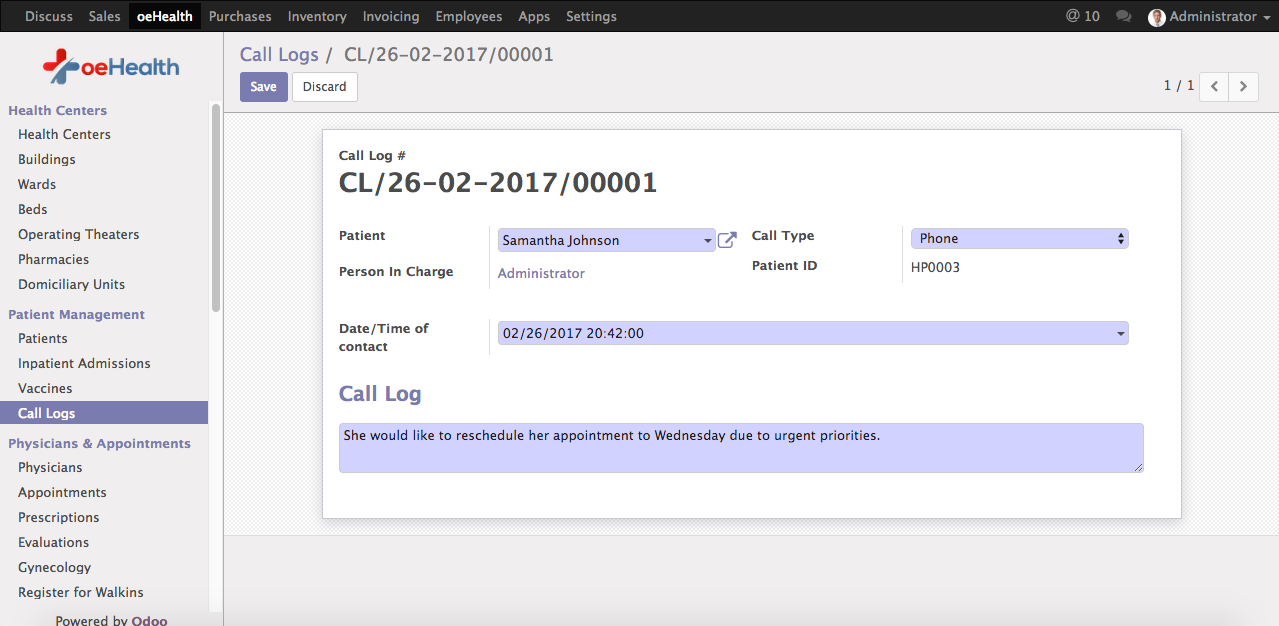 Discuss Sales oeHealth Purchases Inventory Invoicing Employees Apps Settings @ 10 Administrator
oeHealth
Health Centers
Health Centers
Buildings
Wards
Beds
Operating Theaters
Pharmacies
Domiciliary Units
Patient Management
Patients
Inpatient Admissions
Vaccines
Call Logs
Physicians & Appointments
Physicians
Appointments
Prescriptions
Evaluations
Gynecology
Register for Walkins
Powered by Odoo
Call Logs / CL/26-02-2017/00001
Save Discard
1 / 1
Call Log #
CL/26-02-2017/00001
Patient Samantha Johnson
Call Type Phone
Person In Charge Administrator
Patient ID HP0003
Date/Time of
contact
02/26/2017 20:42:00
Call Log
She would like to reschedule her appointment to Wednesday due to urgent priorities.